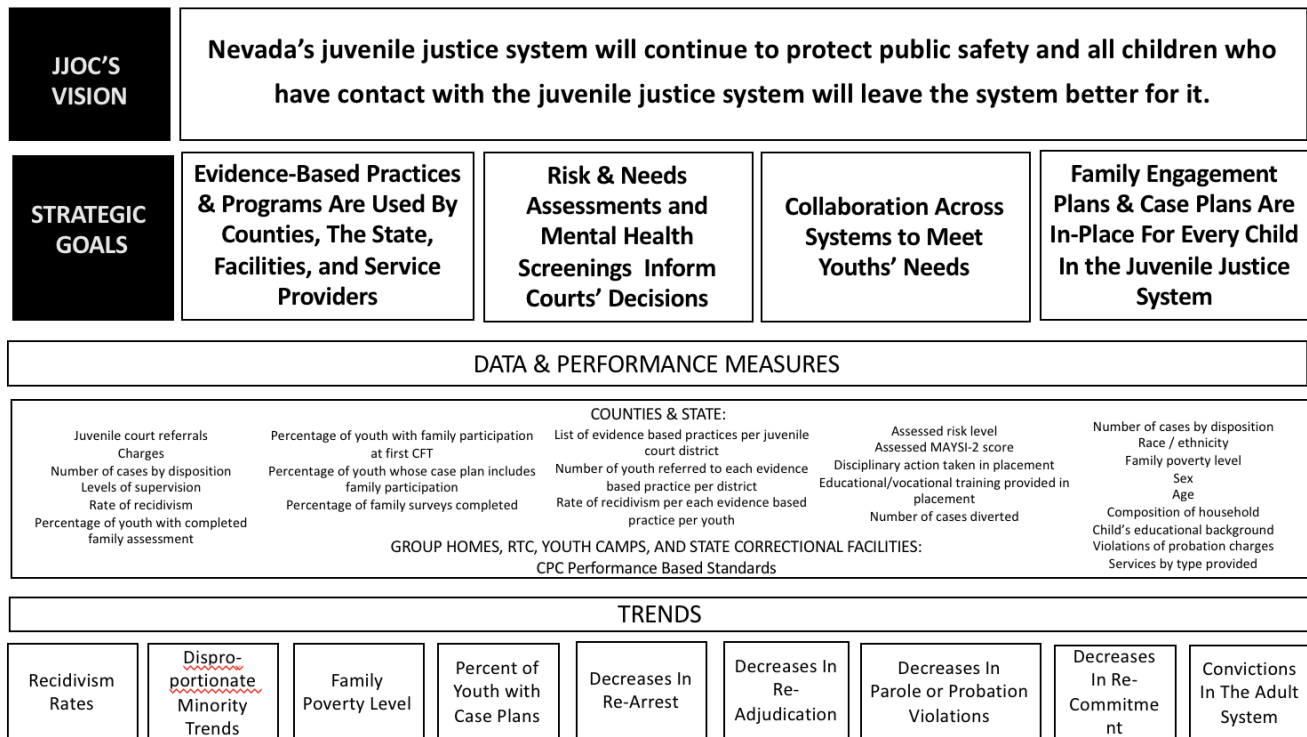 JJOC'S
VISION
Nevada's juvenile justice system will continue to protect public safety and all children who
have contact with the juvenile justice system will leave the system better for it.
STRATEGIC
GOALS
Evidence-Based Practices
& Programs Are Used By
Counties, The State,
Facilities, and Service
Providers
Risk & Needs
Assessments and
Mental Health
Screenings Inform
Courts' Decisions
Collaboration Across
Systems to Meet
Youths' Needs
Family Engagement
Plans & Case Plans Are
In-Place For Every Child
In the Juvenile Justice
System
DATA & PERFORMANCE MEASURES
COUNTIES & STATE:
Juvenile court referrals
Charges
Number of cases by disposition
Levels of supervision
Rate of recidivism
Percentage of youth with completed
family assessment
Percentage of youth with family participation
at first CFT
Percentage of youth whose case plan includes
family participation
Percentage of family surveys completed
List of evidence based practices per juvenile
court district
Number of youth referred to each evidence
based practice per district
Rate of recidivism per each evidence based
practice per youth
Assessed risk level
Assessed MAYSI-2 score
Disciplinary action taken in placement
Educational/vocational training provided in
placement
Number of cases diverted
Number of cases by disposition
Race / ethnicity
Family poverty level
Sex
Age
Composition of household
Child's educational background
Violations of probation charges
Services by type provided
GROUP HOMES, RTC, YOUTH CAMPS, AND STATE CORRECTIONAL FACILITIES:
CPC Performance Based Standards
TRENDS
Recidivism
Rates
Dispro-
portionate
Minority
Trends
Family
Poverty Level
Percent of
Youth with
Case Plans
Decreases In
Re-Arrest
Decreases In
Re-
Adjudication
Decreases In
Parole or Probation
Violations
Decreases
In Re-
Commitme
nt
Convictions
In The Adult
System